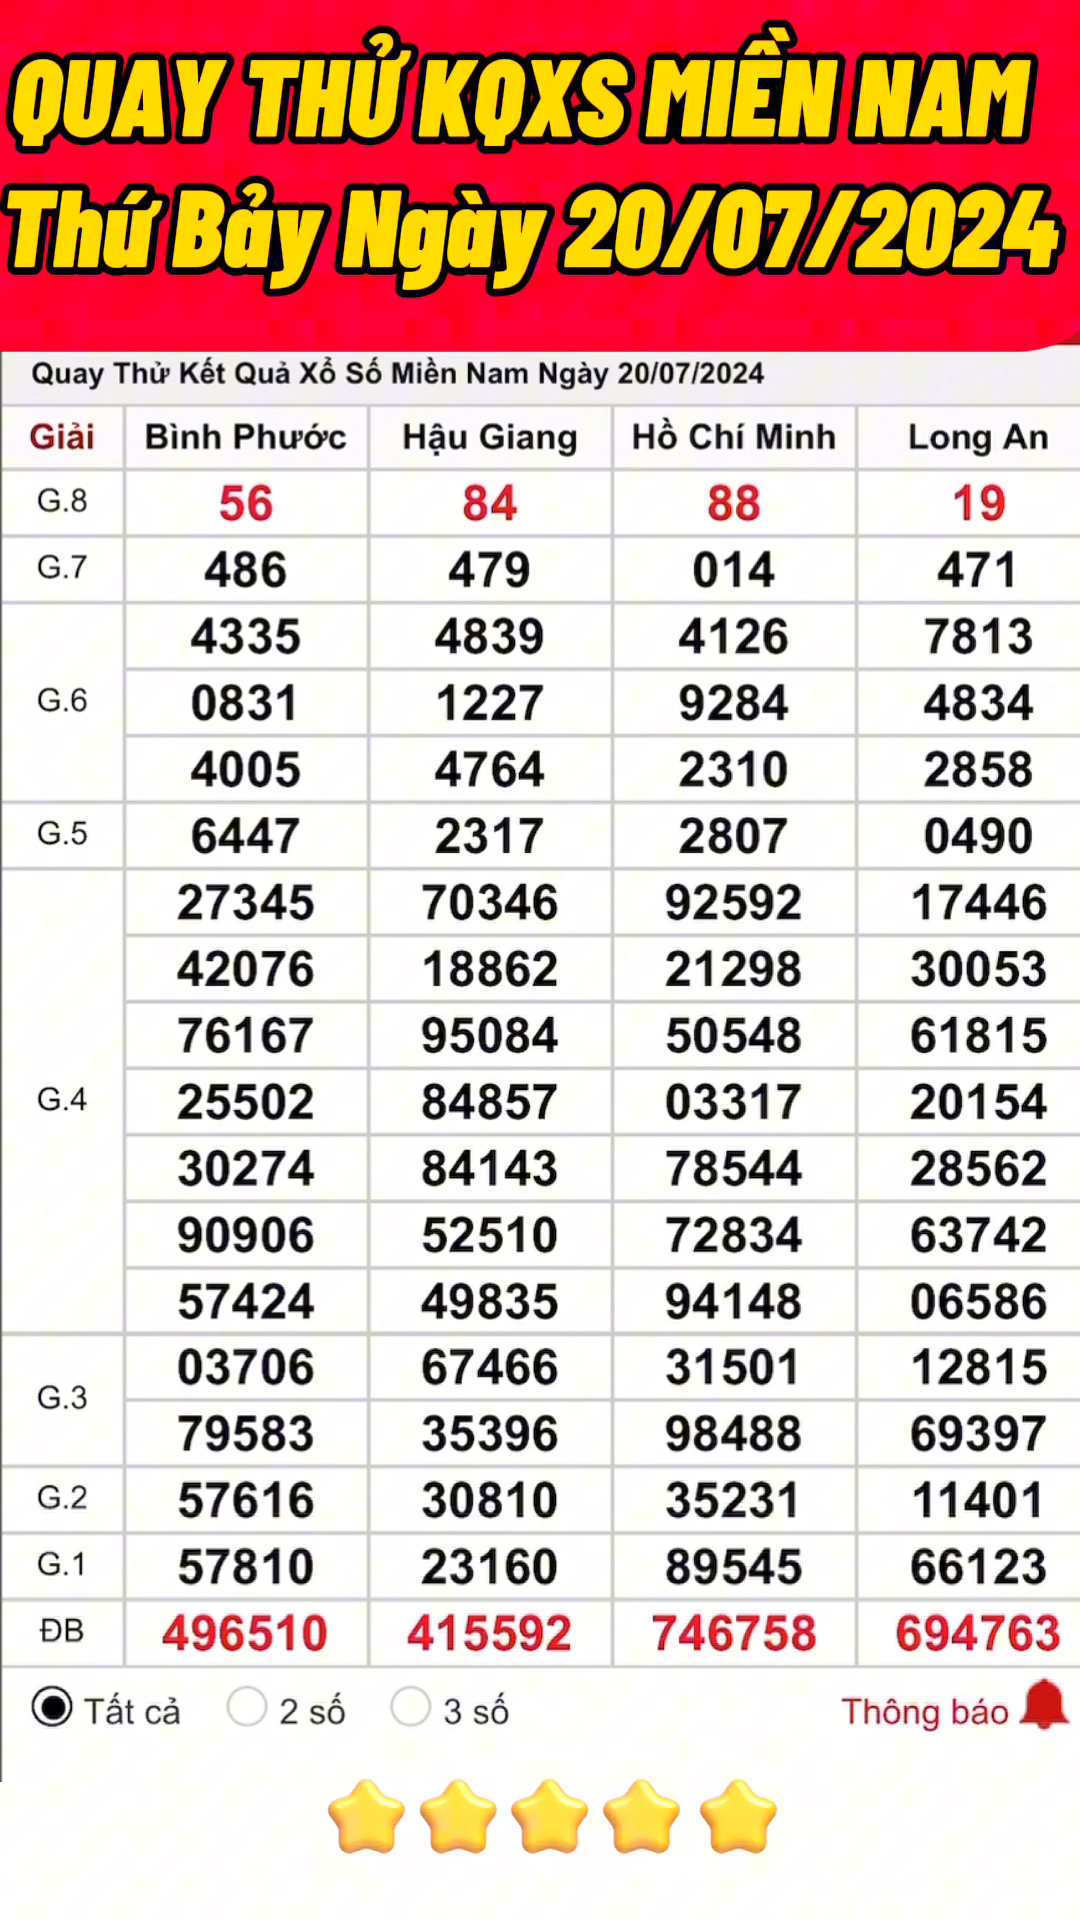 QUAY THỬ KQXS MIỀN NAM
Thứ Bảy Ngày 20/07/2024
Quay Thử Kết Quả Xổ Số Miền Nam Ngày 20/07/2024
Giải Bình Phước Hậu Giang Hồ Chí Minh Long An
G.8 56 84 88 19
G.7 486 479 014 471
4335 4839 4126 7813
G.6 0831 1227 9284 4834
4005 4764 2310 2858
G.5 6447 2317 2807 0490
27345 70346 92592 17446
42076 18862 21298 30053
76167 95084 50548 61815
G.4 25502 84857 03317 20154
30274 84143 78544 28562
90906 52510 72834 63742
57424 49835 94148 06586
G.3 03706 67466 31501 12815
79583 35396 98488 69397
G.2 57616 30810 35231 11401
G.1 57810 23160 89545 66123
ĐB 496510 415592 746758 694763
Tất cả 2 số 3 số Thông báo